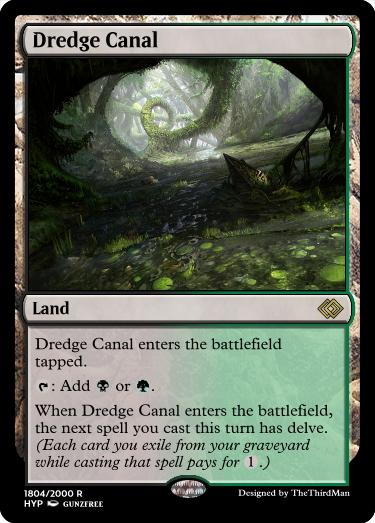 Dredge Canal
Land
Dredge Canal enters the battlefield
tapped.
: Add or .
When Dredge Canal enters the battlefield,
the next spell you cast this turn has delve.
(Each card you exile from your graveyard
while casting that spell pays for 1.)
1804/2000 R
HYP GUNZFREE
Designed by TheThirdMan